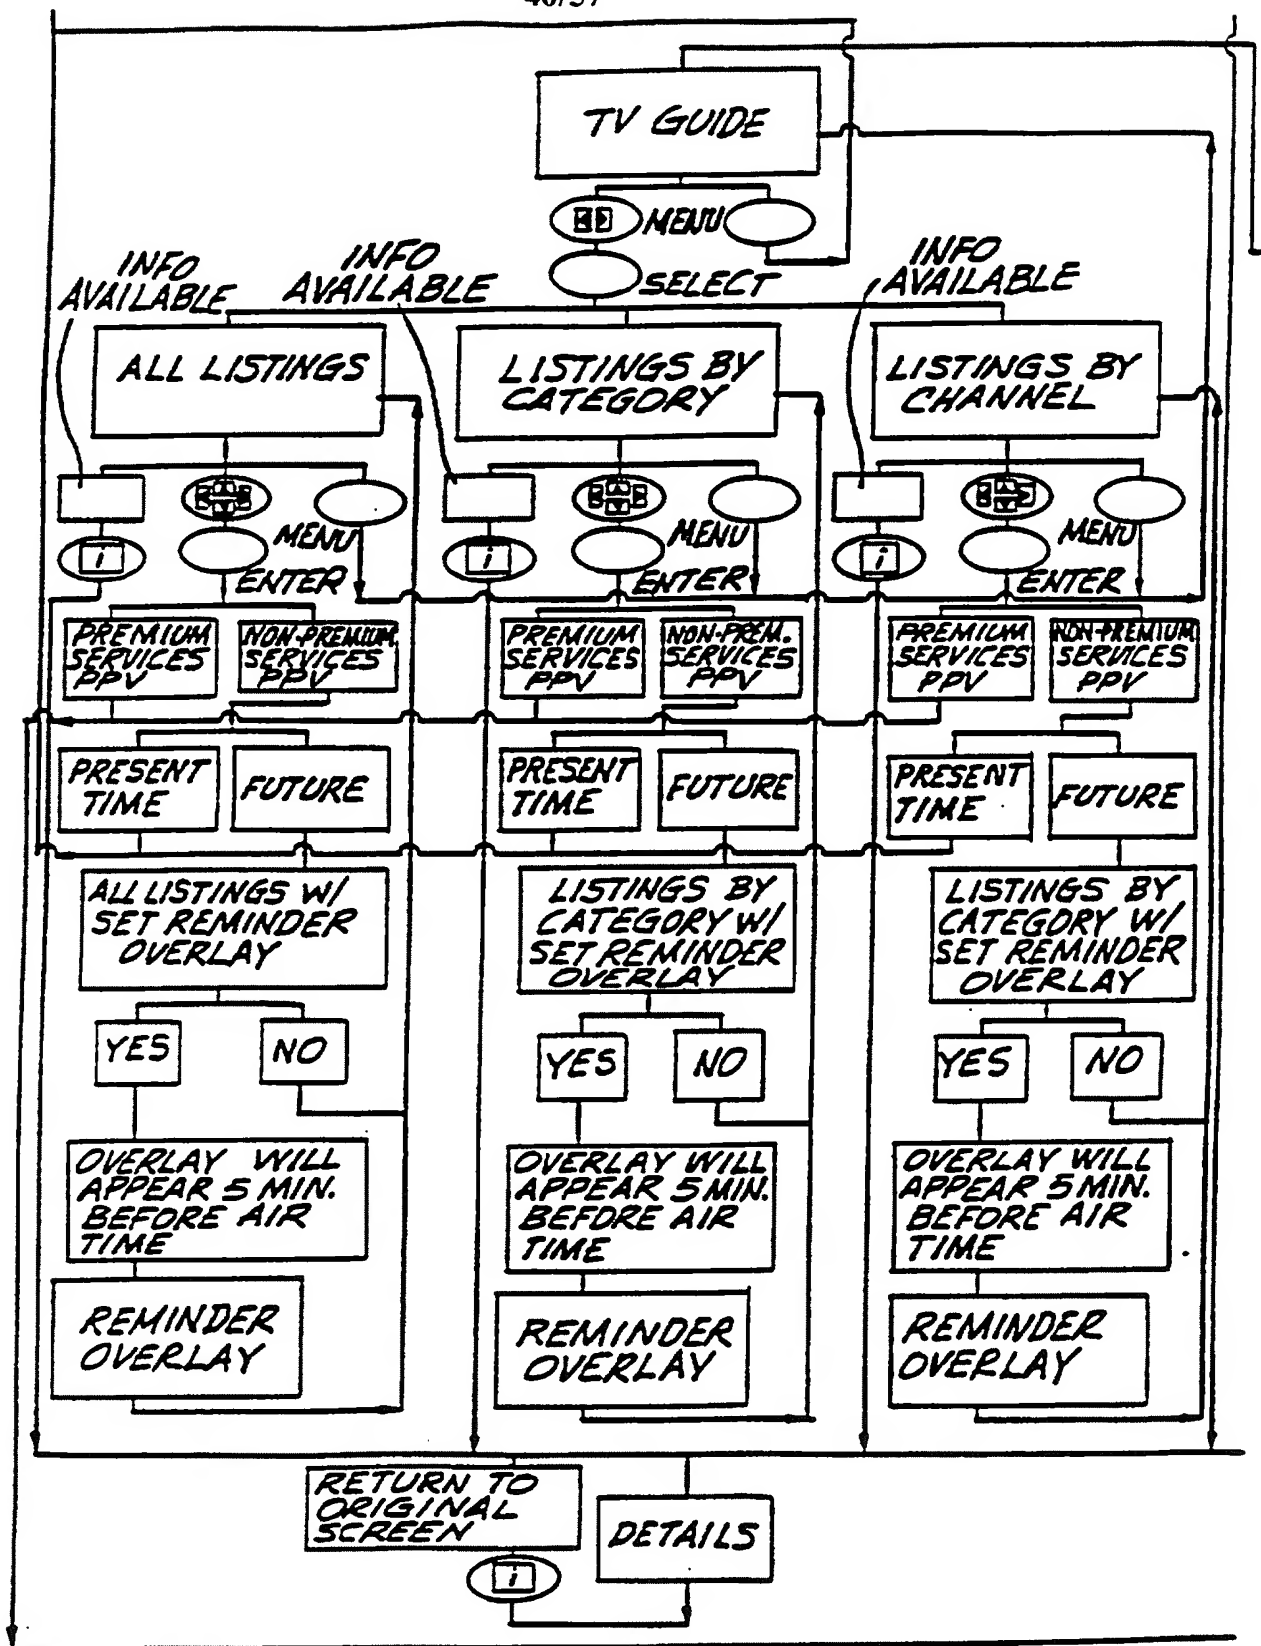 TV GUIDE
MENU
SELECT
INFO
AVAILABLE
INFO
AVAILABLE
INFO
AVAILABLE
ALL LISTINGS
LISTINGS BY
CATEGORY
LISTINGS BY
CHANNEL
i
MENU
ENTER
i
MENU
ENTER
i
MENU
ENTER
PREMIUM
SERVICES
PPV
NON-PREMIUM
SERVICES
PPV
PREMIUM
SERVICES
PPV
NON-PREM.
SERVICES
PPV
PREMIUM
SERVICES
PPV
NON-PREMIUM
SERVICES
PPV
PRESENT
TIME
FUTURE
PRESENT
TIME
FUTURE
PRESENT
TIME
FUTURE
ALL LISTINGS W/
SET REMINDER
OVERLAY
LISTINGS BY
CATEGORY W/
SET REMINDER
OVERLAY
LISTINGS BY
CATEGORY W/
SET REMINDER
OVERLAY
YES
NO
YES
NO
YES
NO
OVERLAY WILL
APPEAR 5 MIN.
BEFORE AIR
TIME
OVERLAY WILL
APPEAR 5 MIN.
BEFORE AIR
TIME
OVERLAY WILL
APPEAR 5 MIN.
BEFORE AIR
TIME
REMINDER
OVERLAY
REMINDER
OVERLAY
REMINDER
OVERLAY
RETURN TO
ORIGINAL
SCREEN
DETAILS
i